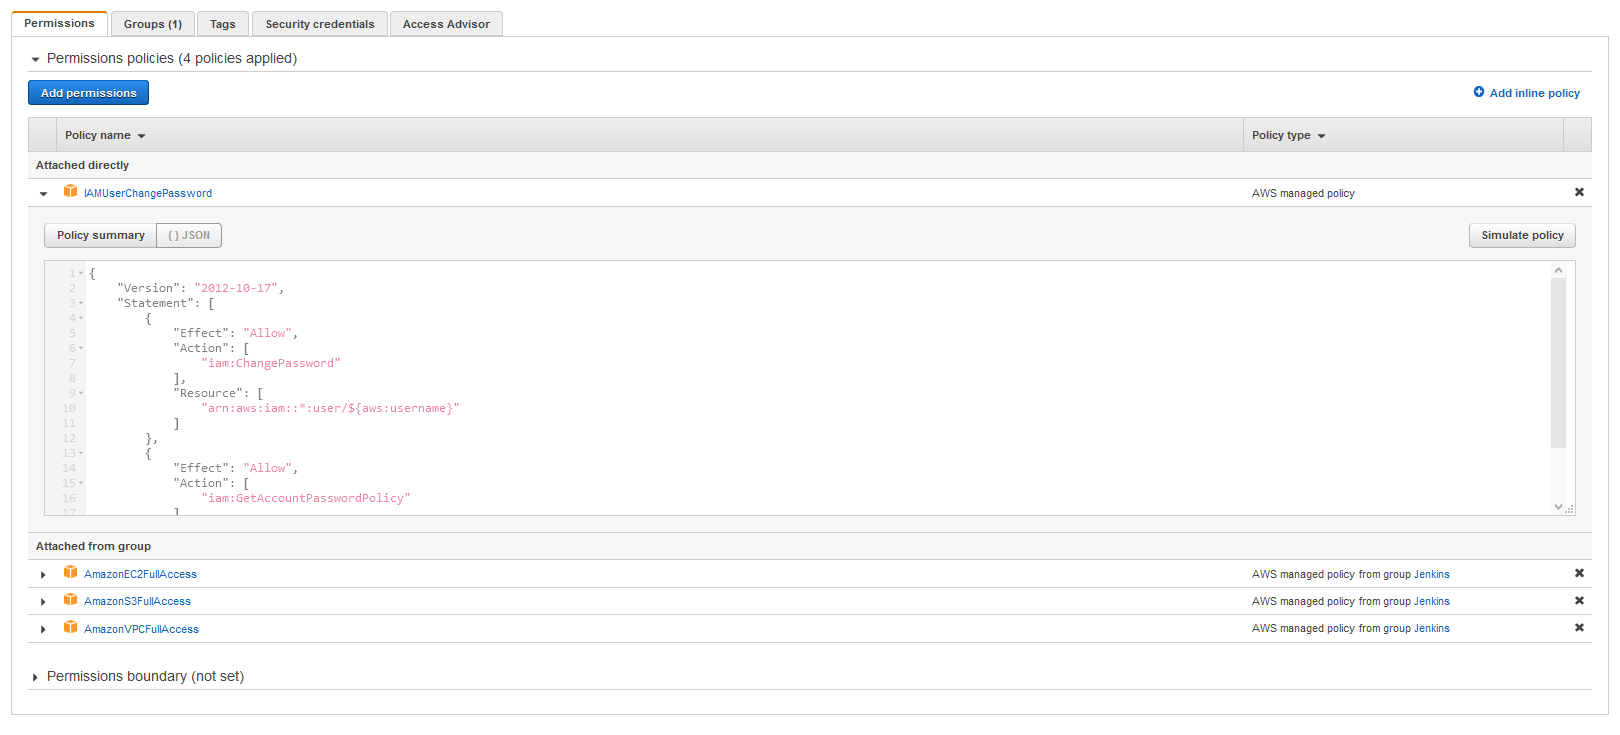 Permissions Groups (1) Tags Security credentials Access Advisor
Permissions policies (4 policies applied)
Add permissions Add inline policy
Policy name Policy type
Attached directly
IAMUserChangePassword AWS managed policy
Policy summary { } JSON Simulate policy
1 {
2 "Version": "2012-10-17",
3 "Statement": [
4 {
5 "Effect": "Allow",
6 "Action": [
7 "iam:ChangePassword"
8 ],
9 "Resource": [
10 "arn:aws:iam::*:user/${aws:username}"
11 ]
12 },
13 {
14 "Effect": "Allow",
15 "Action": [
16 "iam:GetAccountPasswordPolicy"
17 ]
Attached from group
AmazonEC2FullAccess AWS managed policy from group Jenkins
AmazonS3FullAccess AWS managed policy from group Jenkins
AmazonVPCFullAccess AWS managed policy from group Jenkins
Permissions boundary (not set)